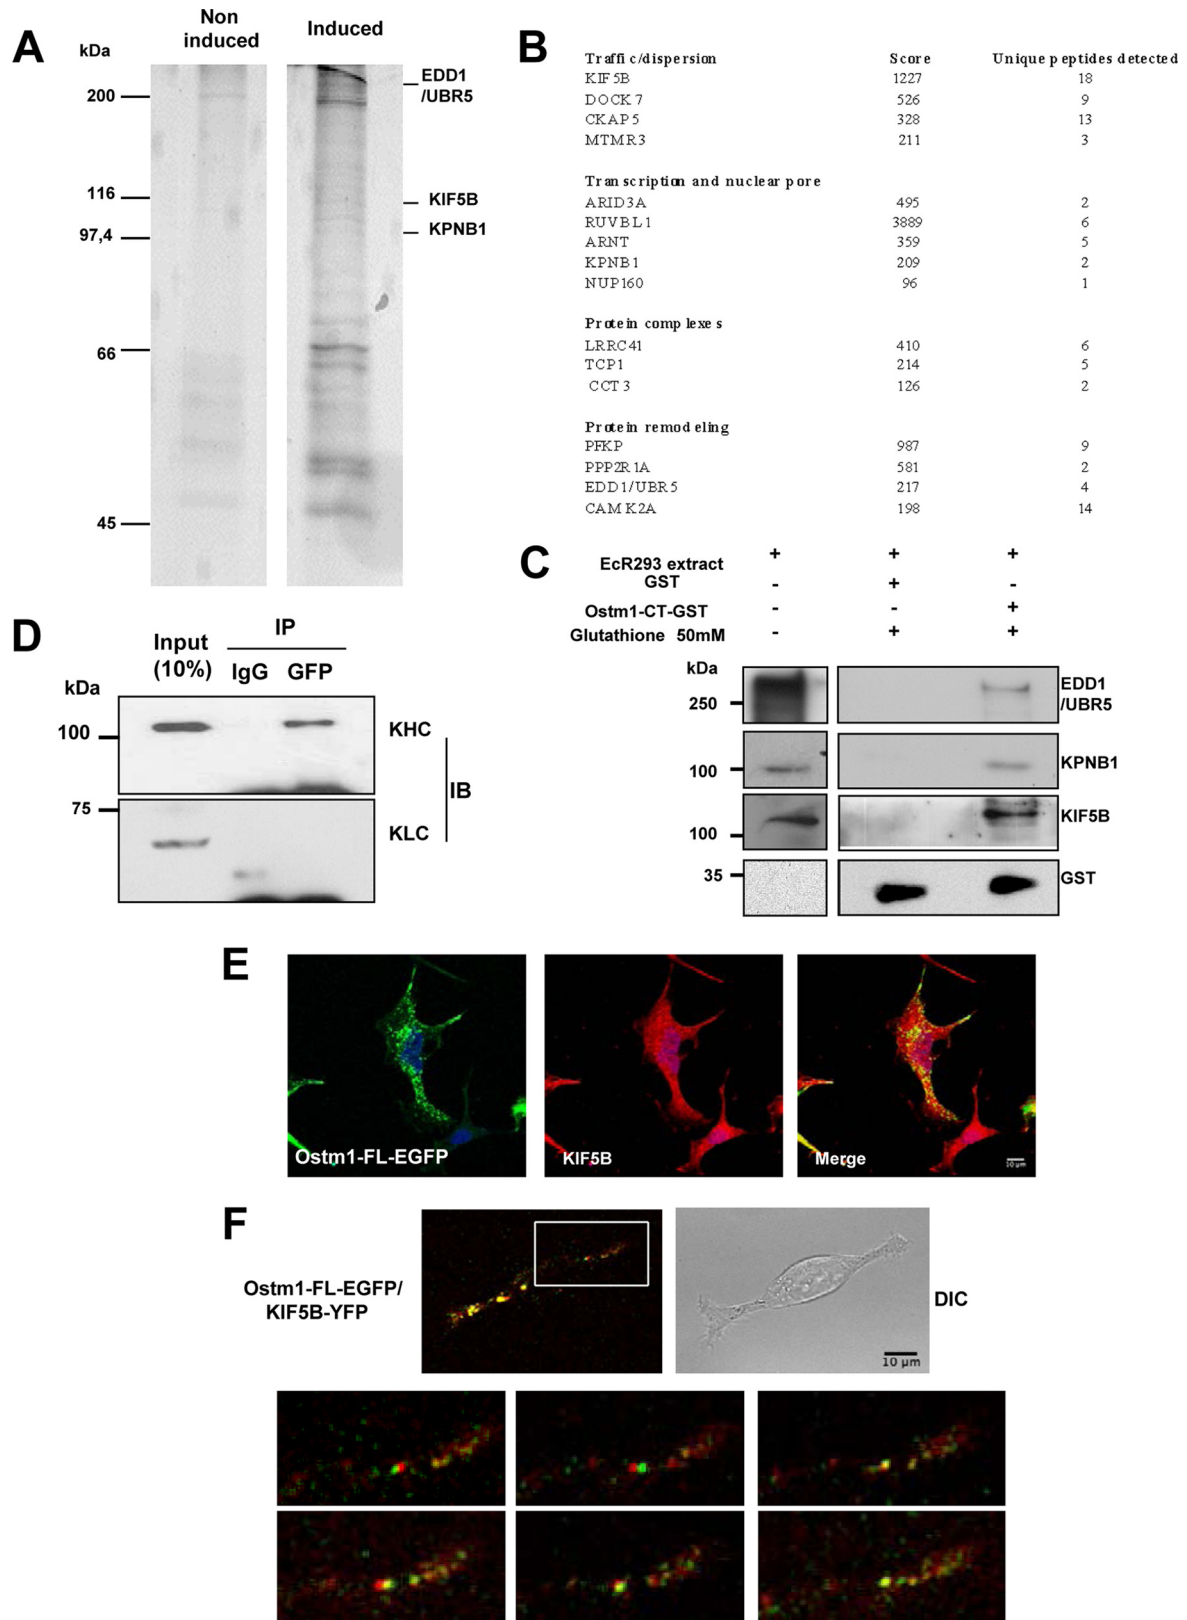 A
Non
induced
Induced
kDa
200
116
97,4
66
45
EDD1
/UBR5
KIF5B
KPNB1
B
Traffic/dispersion Score Unique peptides detected
KIF5B 1227 18
DOCK7 526 9
CKAP5 328 13
MTMR3 211 3
Transcription and nuclear pore
ARID3A 495 2
RUVBL1 3889 6
ARNT 359 5
KPNB1 209 2
NUP160 96 1
Protein complexes
LRRC41 410 6
TCP1 214 5
CCT3 126 2
Protein remodeling
PFKP 987 9
PPP2R1A 581 2
EDD1/UBR5 217 4
CAMK2A 198 14
C
EcR293 extract + + +
GST - + -
Ostm1-CT-GST - - +
Glutathione 50mM - + +
kDa
250
100
100
35
EDD1
/UBR5
KPNB1
KIF5B
GST
D
Input
(10%)
IP
IgG GFP
kDa
100
75
KHC
KLC
IB
E
Ostm1-FL-EGFP
KIF5B
Merge
10 µm
F
Ostm1-FL-EGFP/
KIF5B-YFP
DIC
10 µm